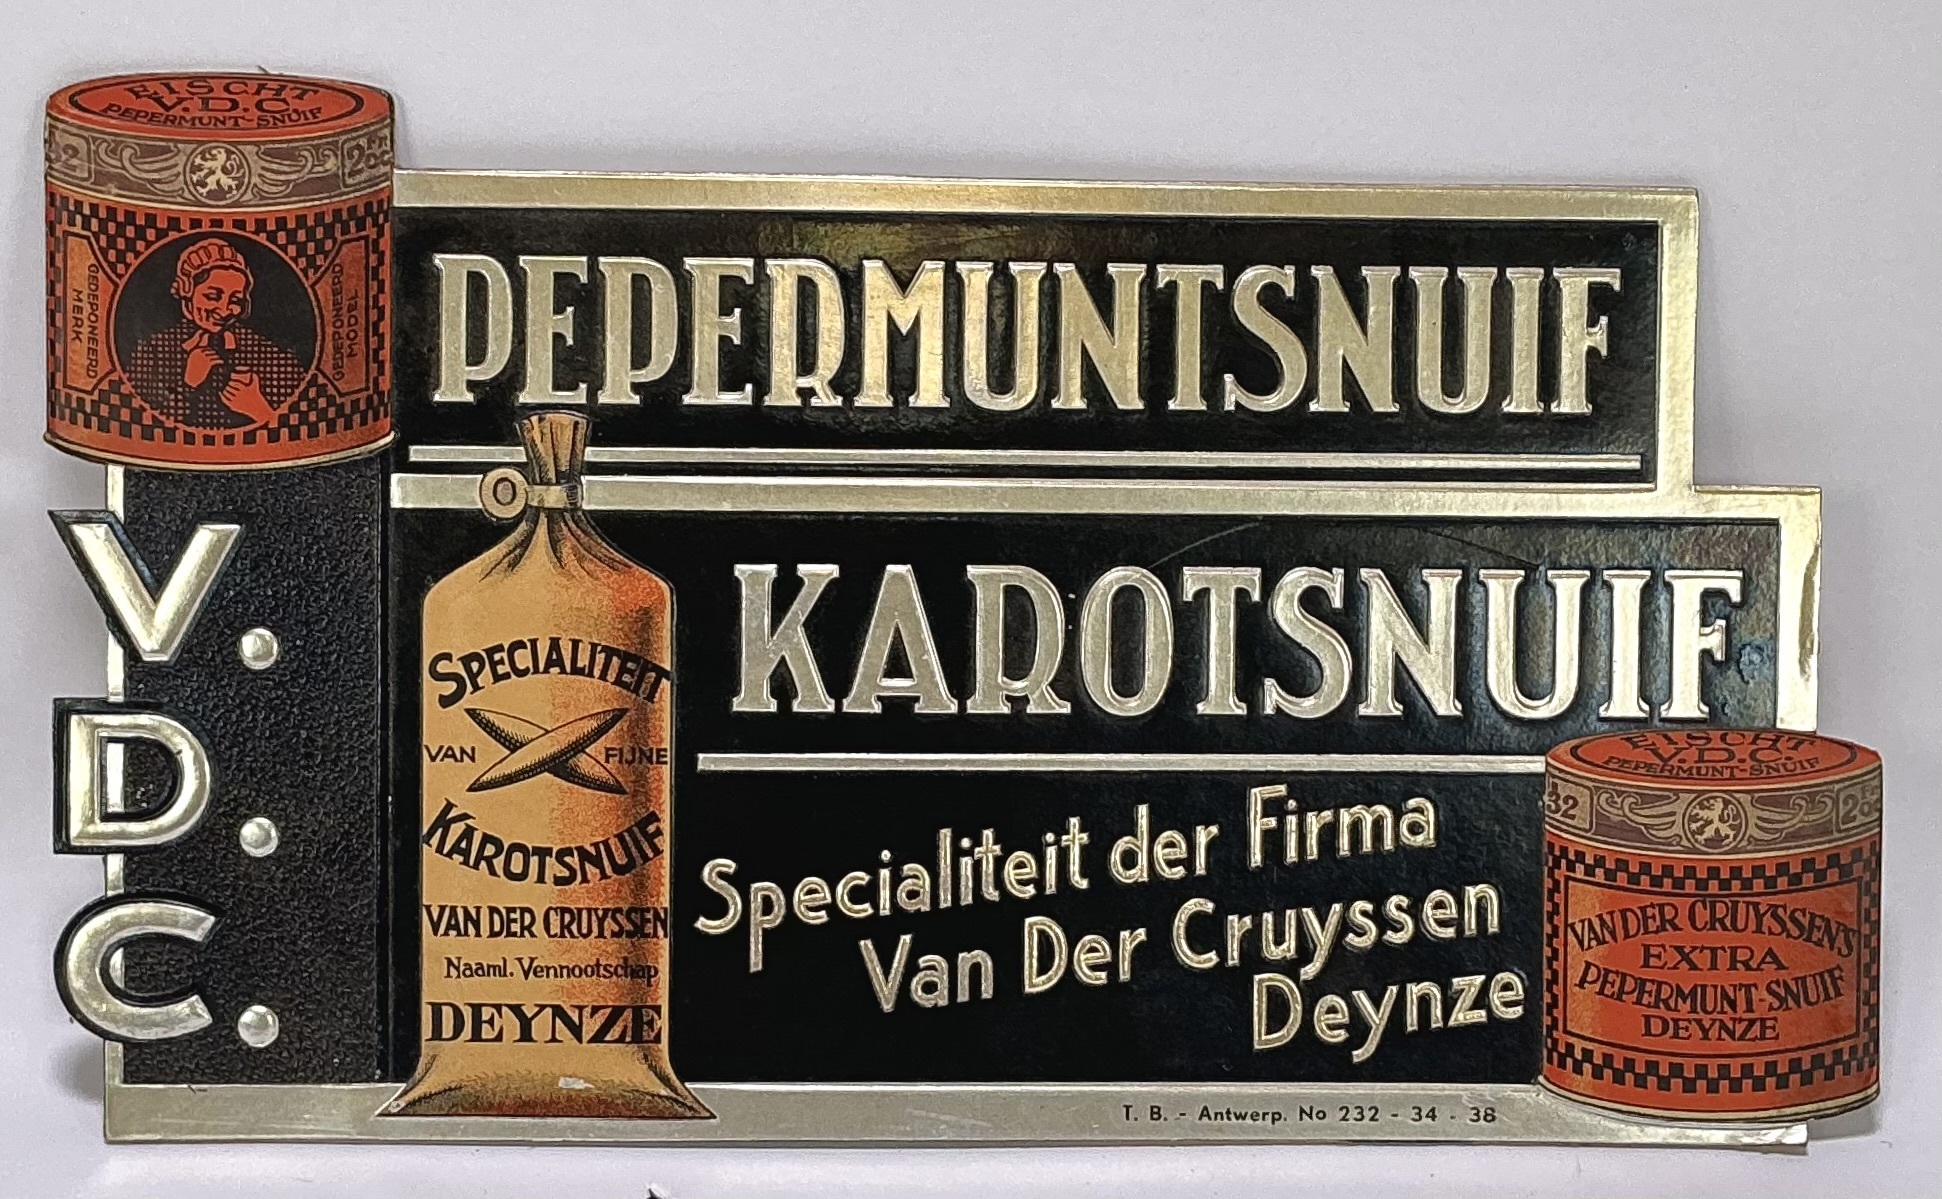 EISCHT
V.D.C.
PEPERMUNT-SNUIF
32
GEDEPONEERD
MERK
GEDEPONEERD
MODEL
PEPERMUNTSNUIF
V.
D.
C.
SPECIALITEIT
VAN FIJNE
KAROTSNUIF
VAN DER CRUYSSEN
Naaml. Vennootschap
DEYNZE
KAROTSNUIF
Specialiteit der Firma
Van Der Cruyssen
Deynze
EISCHT
V.D.C.
PEPERMUNT-SNUIF
32
VAN DER CRUYSSEN'S
EXTRA
PEPERMUNT-SNUIF
DEYNZE
T. B. - Antwerp. No 232 - 34 - 38